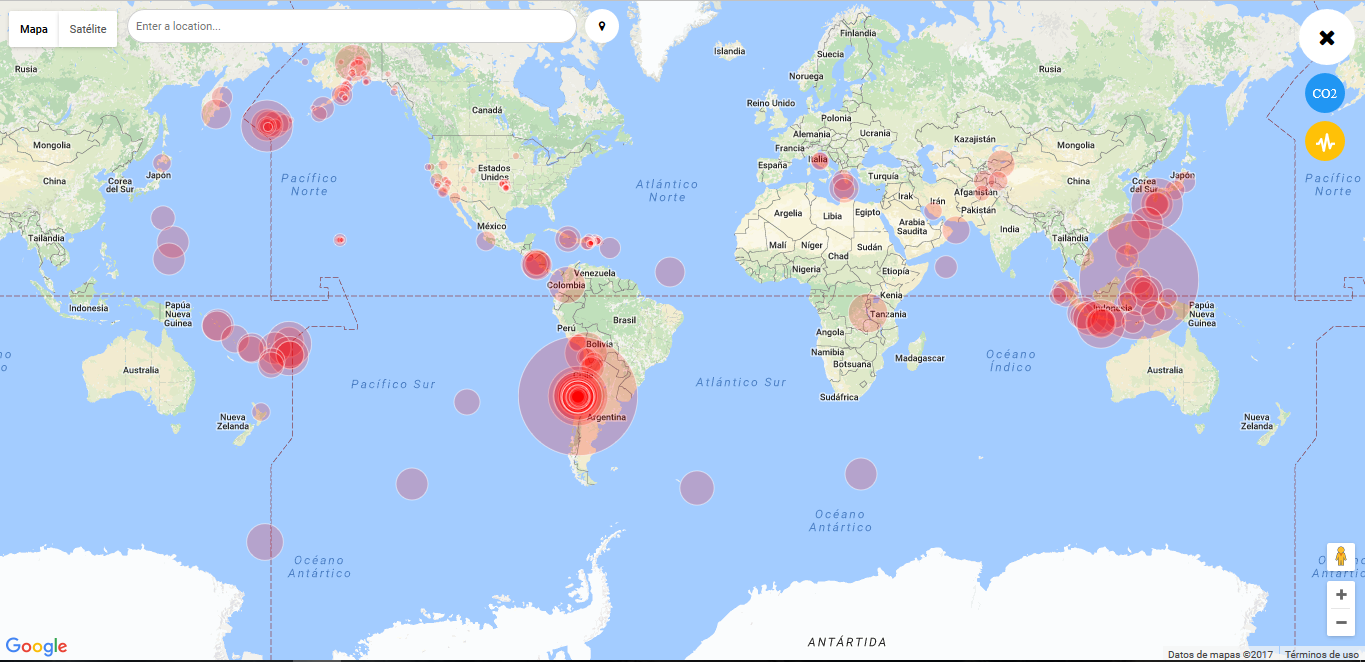 Mapa
Satélite
Enter a location...
CO2
Rusia
Mongolia
China
Corea
del Sur
Japón
Tailandia
Indonesia
Papúa
Nueva
Guinea
Australia
Nueva
Zelanda
Pacífico
Norte
Pacífico Sur
Océano
Antártico
Canadá
Estados
Unidos
México
Venezuela
Colombia
Perú
Brasil
Bolivia
Chile
Argentina
Atlántico
Norte
Atlántico Sur
Islandia
Finlandia
Suecia
Noruega
Reino Unido
Polonia
Alemania
Ucrania
Francia
Italia
España
Turquía
Kazajistán
Mongolia
Rusia
China
Corea
del Sur
Japón
Afganistán
Pakistán
Irán
Irak
India
Tailandia
Argelia
Libia
Egipto
Arabia
Saudita
Malí
Níger
Sudán
Chad
Nigeria
Etiopía
Kenia
Tanzania
Angola
Namibia
Botsuana
Madagascar
Sudáfrica
Océano
Índico
Indonesia
Papúa
Nueva
Guinea
Australia
Nueva
Zelanda
Pacífico
Norte
Océano
Antártico
ANTÁRTIDA
Google
Datos de mapas ©2017
Términos de uso